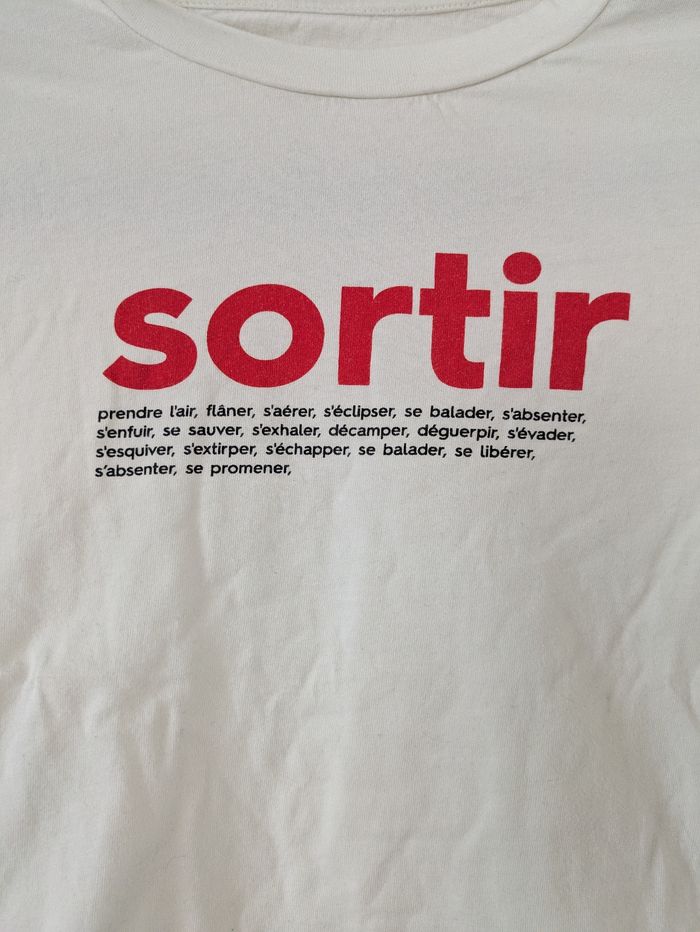 sortir
prendre l'air, flâner, s'aérer, s'éclipser, se balader, s'absenter,
s'enfuir, se sauver, s'exhaler, décamper, déguerpir, s'évader,
s'esquiver, s'extirper, s'échapper, se balader, se libérer,
s'absenter, se promener,